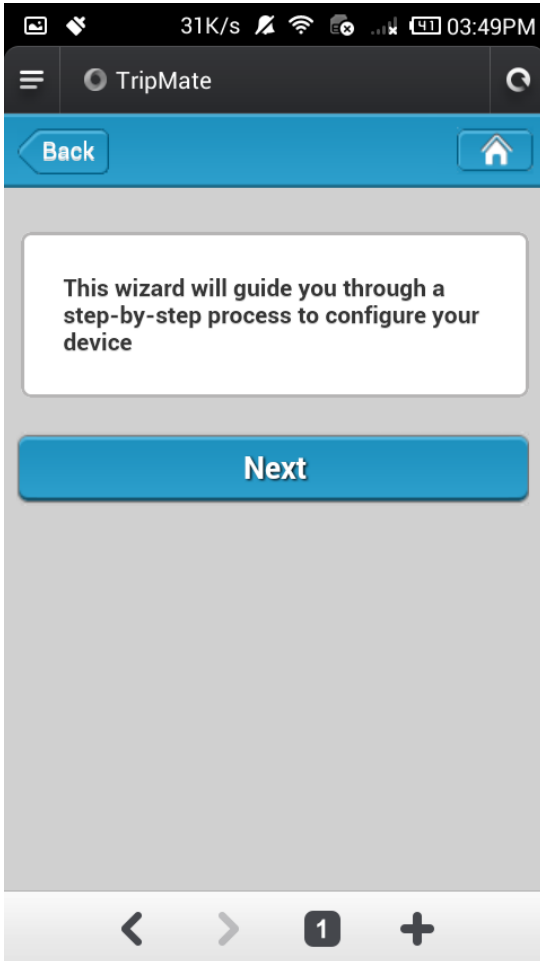 31K/s 41 03:49PM
TripMate
Back
This wizard will guide you through a
step-by-step process to configure your
device
Next
1